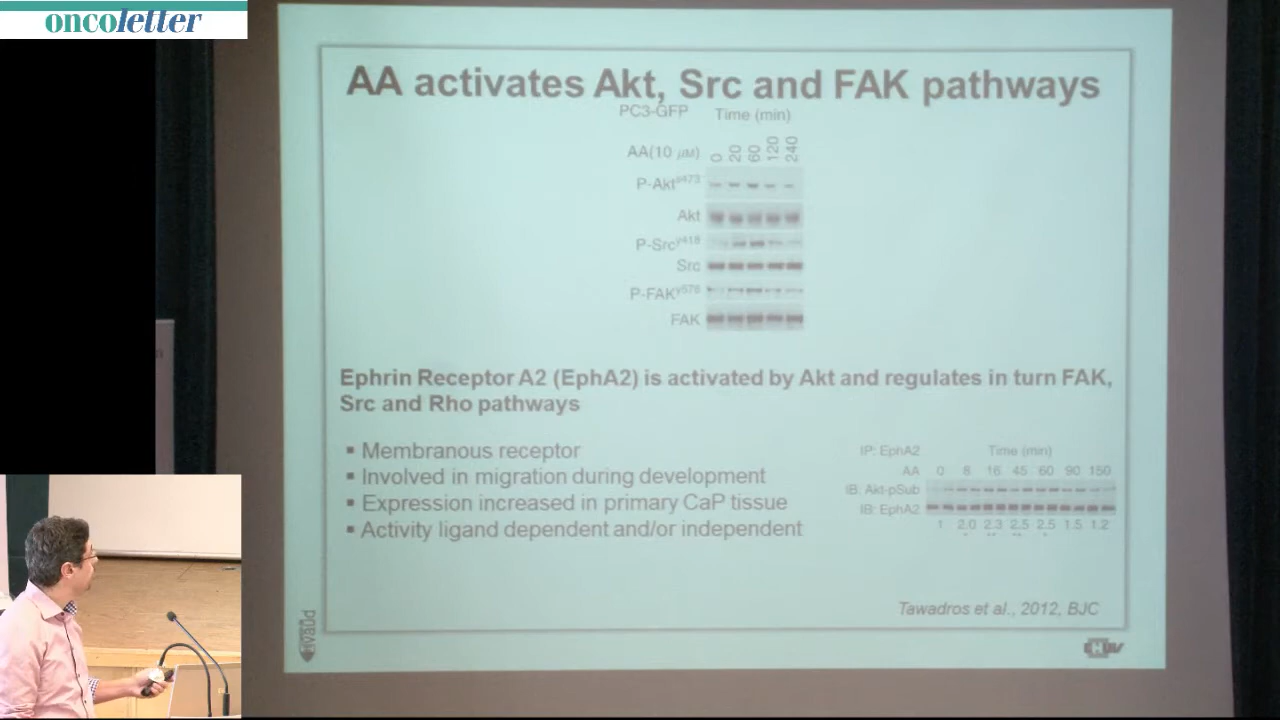 oncoletter
AA activates Akt, Src and FAK pathways
PC3-GFP Time (min)
AA(10 µM) 0 20 60 120 240
P-Akt s473
Akt
P-Src y418
Src
P-FAK y576
FAK
Ephrin Receptor A2 (EphA2) is activated by Akt and regulates in turn FAK,
Src and Rho pathways
▪ Membranous receptor
▪ Involved in migration during development
▪ Expression increased in primary CaP tissue
▪ Activity ligand dependent and/or independent
IP: EphA2 Time (min)
AA 0 8 16 45 60 90 150
IB: Akt-pSub
IB: EphA2
1 2.0 2.3 2.5 2.5 1.5 1.2
Tawadros et al., 2012, BJC
vaud